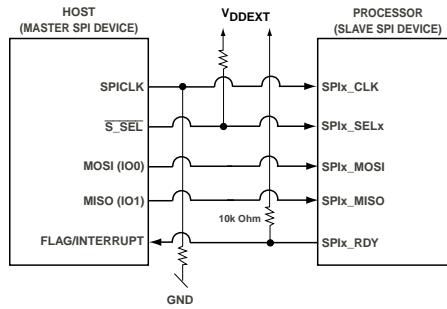 HOST
(MASTER SPI DEVICE)
VDDEXT
PROCESSOR
(SLAVE SPI DEVICE)
SPICLK
SPIx_CLK
S_SEL
SPIx_SELx
MOSI (IO0)
SPIx_MOSI
MISO (IO1)
SPIx_MISO
10k Ohm
FLAG/INTERRUPT
SPIx_RDY
GND